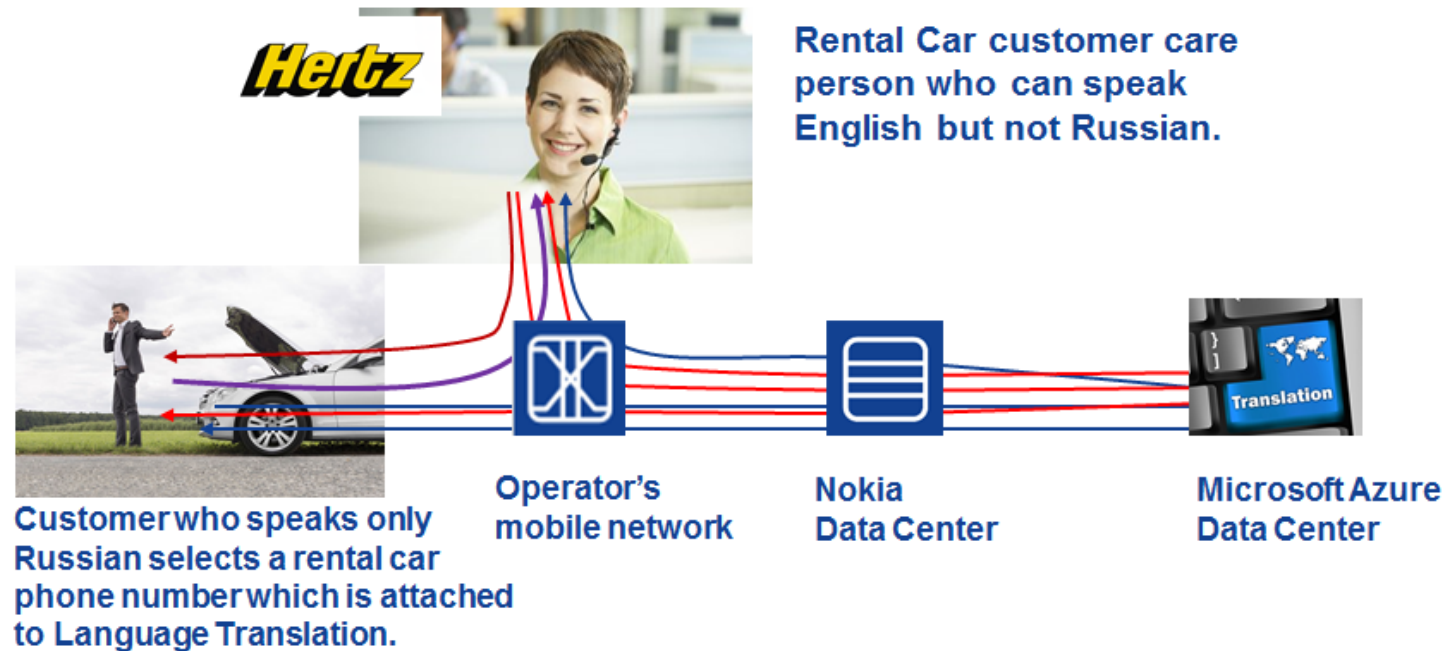 Hertz
Rental Car customer care
person who can speak
English but not Russian.
} ]
Translation
Operator's
mobile network
Nokia
Data Center
Microsoft Azure
Data Center
Customer who speaks only
Russian selects a rental car
phone number which is attached
to Language Translation.